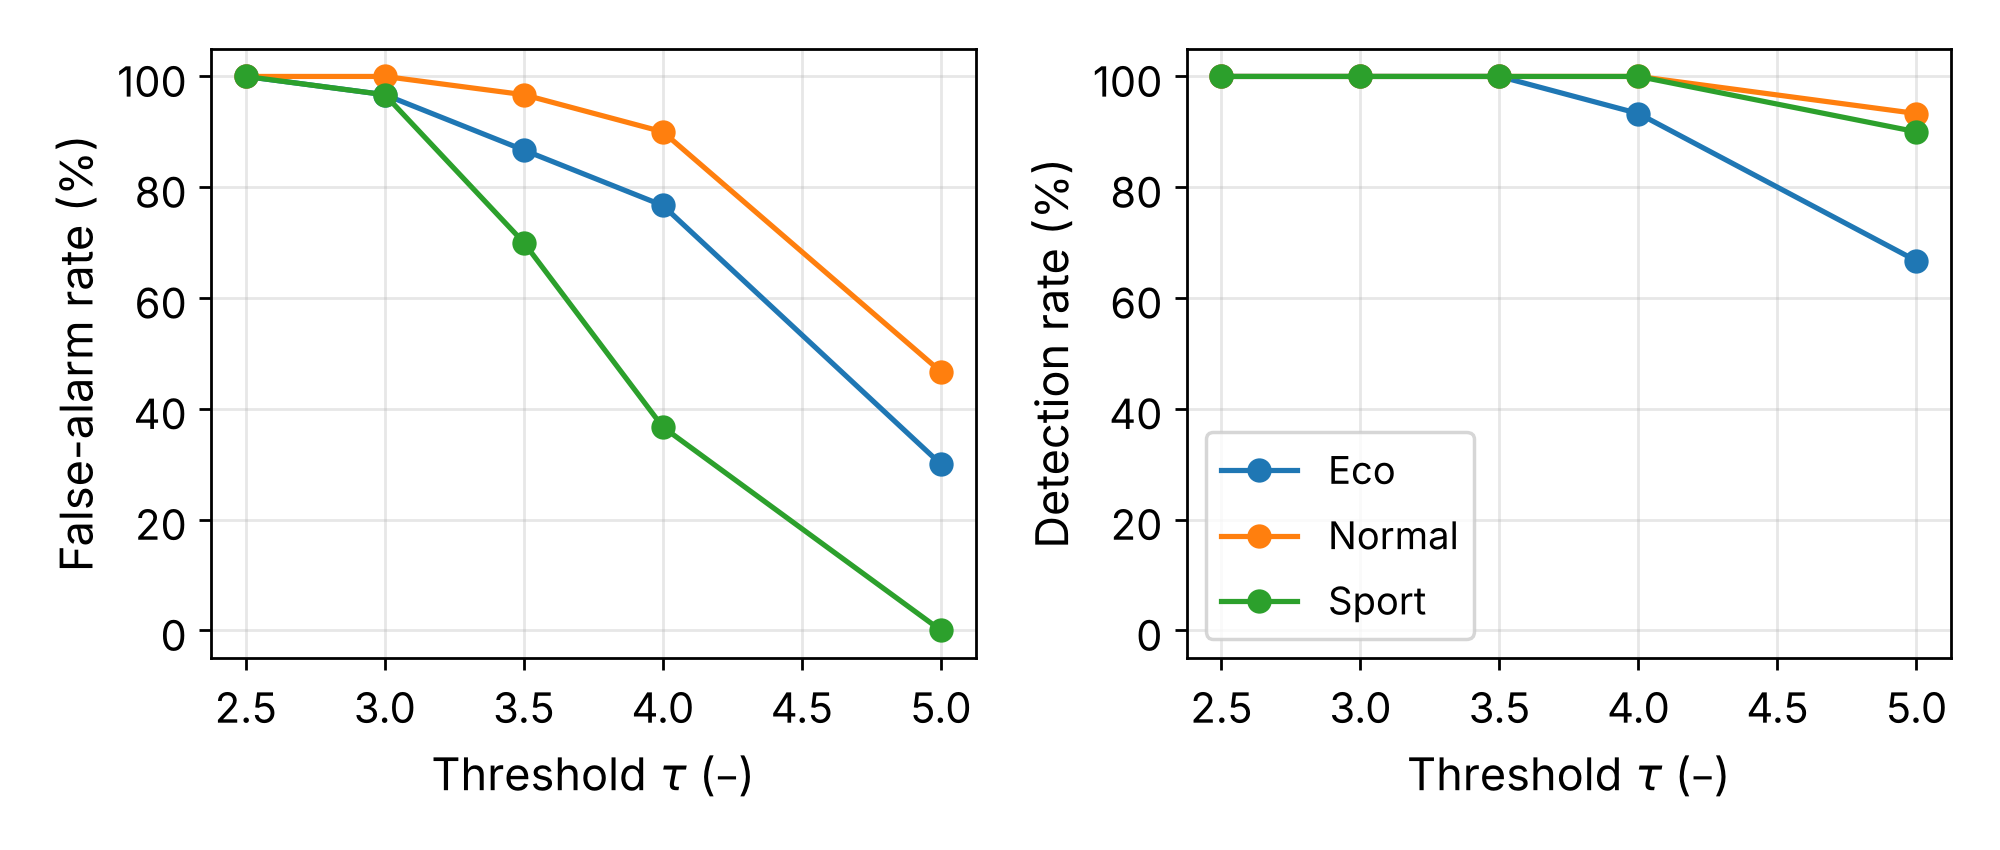 False-alarm rate (%)
100
80
60
40
20
0
2.5 3.0 3.5 4.0 4.5 5.0
Threshold τ (–)
Detection rate (%)
100
80
60
40
20
0
Eco
Normal
Sport
2.5 3.0 3.5 4.0 4.5 5.0
Threshold τ (–)